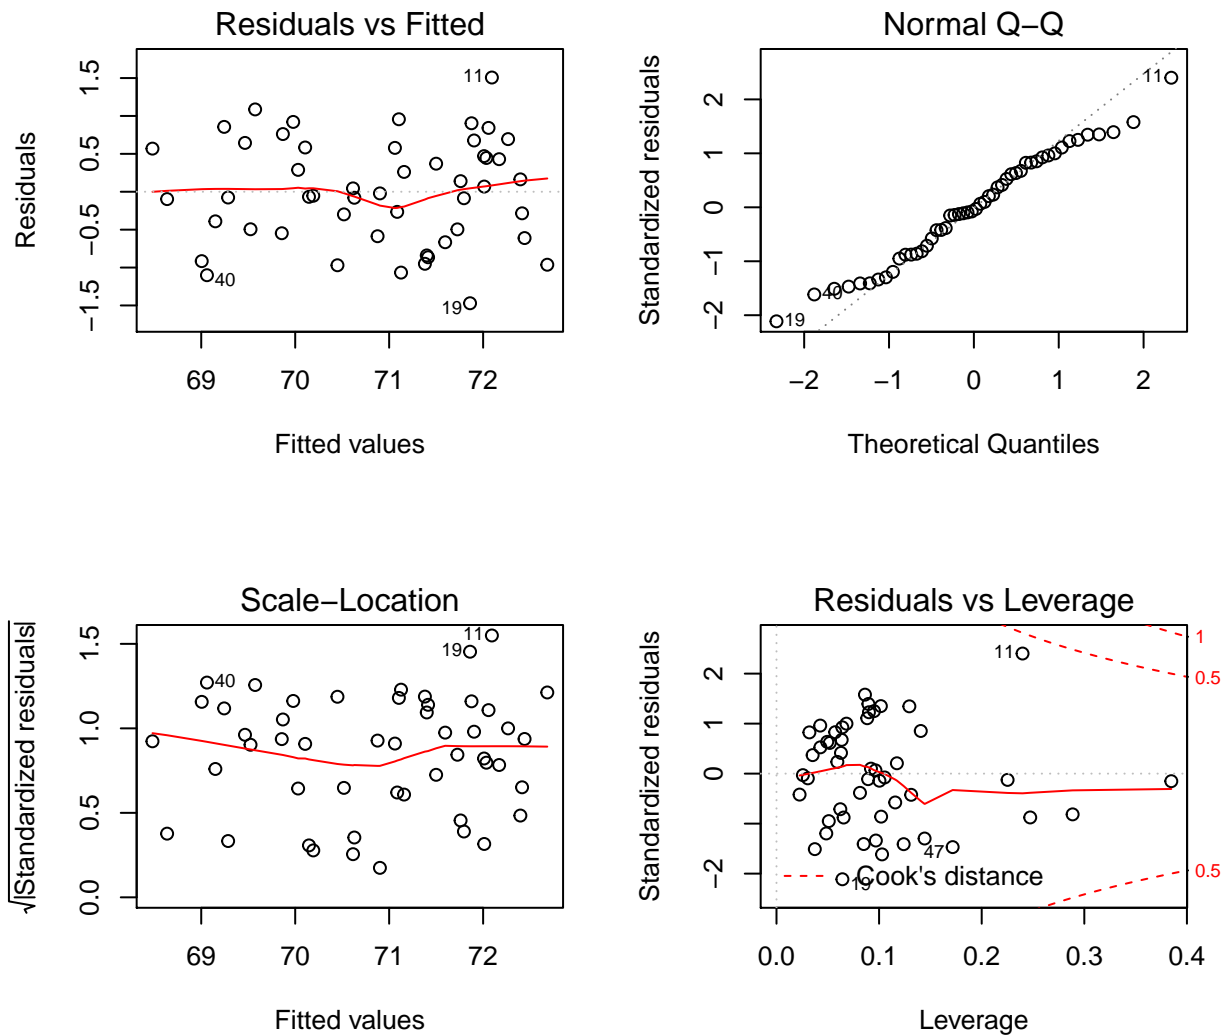 Residuals vs Fitted
Residuals
1.5
0.5
−0.5
−1.5
11
40
19
69 70 71 72
Fitted values
Normal Q−Q
Standardized residuals
2
1
0
−1
−2
11
40
19
−2 −1 0 1 2
Theoretical Quantiles
Scale−Location
√|Standardized residuals|
1.5
1.0
0.5
0.0
11
19
40
69 70 71 72
Fitted values
Residuals vs Leverage
Standardized residuals
2
1
0
−1
−2
1
0.5
0.5
11
47
19
Cook's distance
0.0 0.1 0.2 0.3 0.4
Leverage